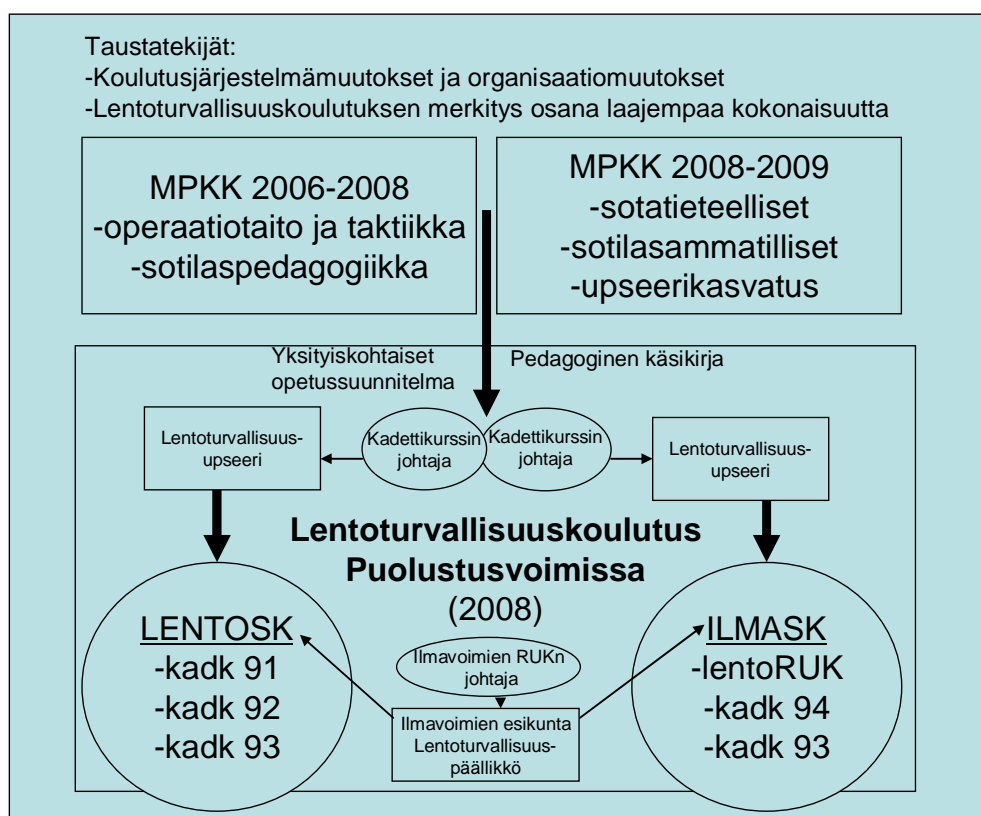 Taustatekijät:
-Koulutusjärjestelmämuutokset ja organisaatiomuutokset
-Lentoturvallisuuskoulutuksen merkitys osana laajempaa kokonaisuutta
MPKK 2006-2008
-operaatiotaito ja taktiikka
-sotilaspedagogiikka
MPKK 2008-2009
-sotatieteelliset
-sotilasammatilliset
-upseerikasvatus
Yksityiskohtaiset
opetussuunnitelma
Pedagoginen käsikirja
Lentoturvallisuus-
upseeri
Kadettikurssin
johtaja
Kadettikurssin
johtaja
Lentoturvallisuus-
upseeri
Lentoturvallisuuskoulutus
Puolustusvoimissa
(2008)
LENTOSK
-kadk 91
-kadk 92
-kadk 93
Ilmavoimien RUKn
johtaja
Ilmavoimien esikunta
Lentoturvallisuus-
päällikkö
ILMASK
-lentoRUK
-kadk 94
-kadk 93